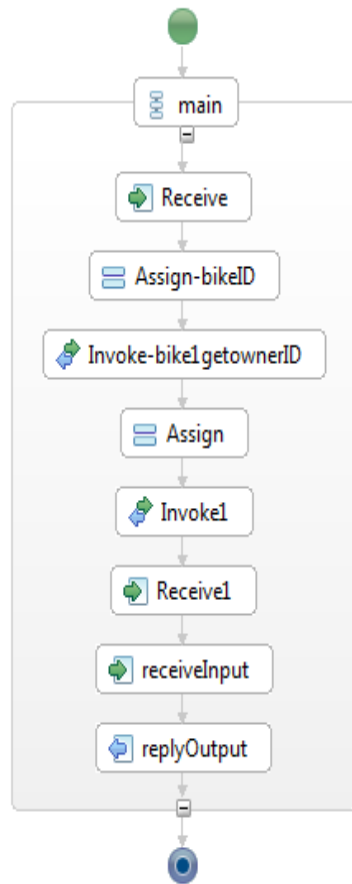 main
Receive
Assign-bikeID
Invoke-bike1getownerID
Assign
Invoke1
Receive1
receiveInput
replyOutput